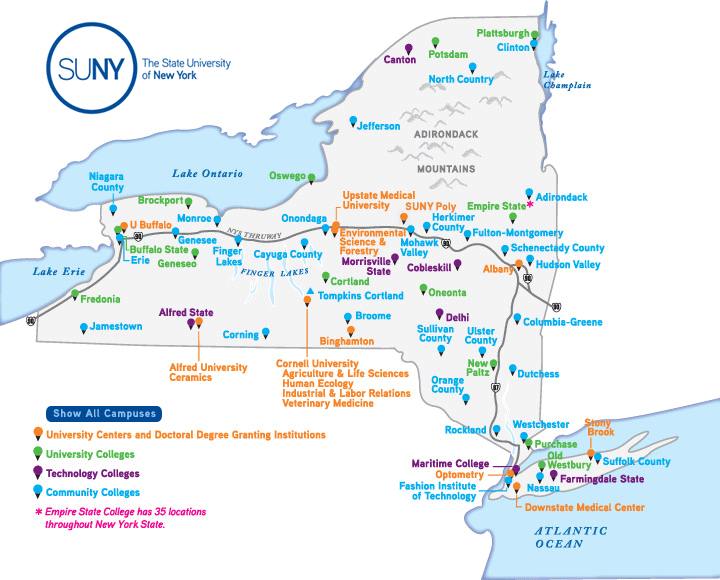 SUNY
The State University
of New York
Plattsburgh
Clinton
Canton
Potsdam
North Country
Lake
Champlain
Jefferson
ADIRONDACK
MOUNTAINS
Lake Ontario
Oswego
Niagara
County
Brockport
Upstate Medical
University
SUNY Poly
Empire State*
Adirondack
U Buffalo
Monroe
NYS THRUWAY
Onondaga
Herkimer
County
Fulton-Montgomery
Environmental
Science &
Forestry
Mohawk
Valley
90
90
Genesee
Buffalo State
Erie
Geneseo
Finger
Lakes
Cayuga County
Morrisville
State
Cobleskill
Schenectady County
Albany
Hudson Valley
Lake Erie
FINGER LAKES
Cortland
Tompkins Cortland
Oneonta
90
90
Fredonia
Jamestown
Alfred State
Corning
Broome
Binghamton
Delhi
Sullivan
County
Ulster
County
Columbia-Greene
Alfred University
Ceramics
Cornell University
Agriculture & Life Sciences
Human Ecology
Industrial & Labor Relations
Veterinary Medicine
New
Paltz
Dutchess
Orange
County
87
Show All Campuses
University Centers and Doctoral Degree Granting Institutions
University Colleges
Technology Colleges
Community Colleges
* Empire State College has 35 locations
throughout New York State.
Rockland
Westchester
Purchase
Stony
Brook
Old
Westbury
Suffolk County
Maritime College
Optometry
Fashion Institute
of Technology
Nassau
Farmingdale State
Downstate Medical Center
ATLANTIC
OCEAN